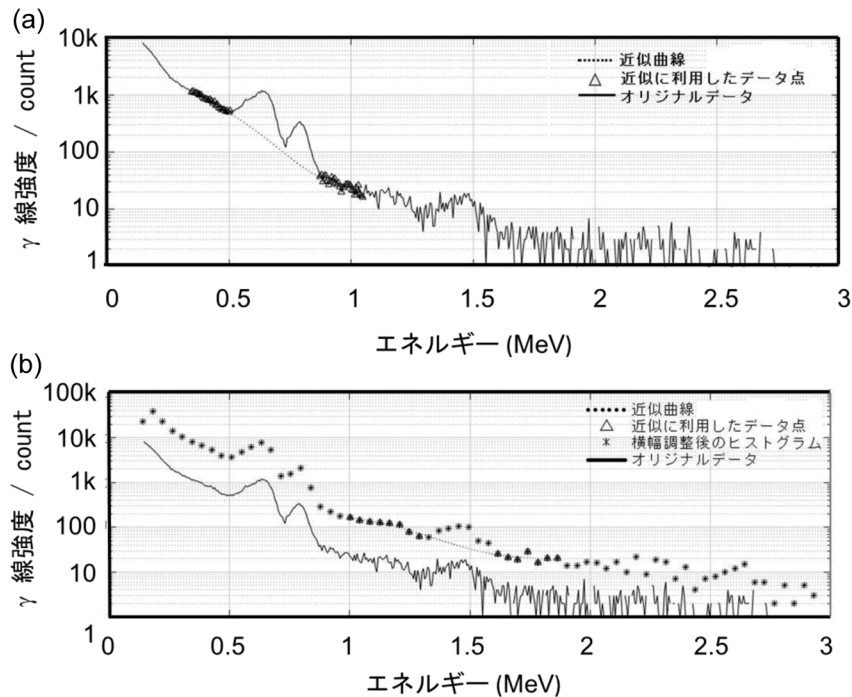 (a)
10k
1k
100
10
1
γ 線強度 / count
近似曲線
近似に利用したデータ点
オリジナルデータ
0 0.5 1 1.5 2 2.5 3
エネルギー (MeV)
(b)
100k
10k
1k
100
10
1
γ 線強度 / count
近似曲線
近似に利用したデータ点
横幅調整後のヒストグラム
オリジナルデータ
0 0.5 1 1.5 2 2.5 3
エネルギー (MeV)